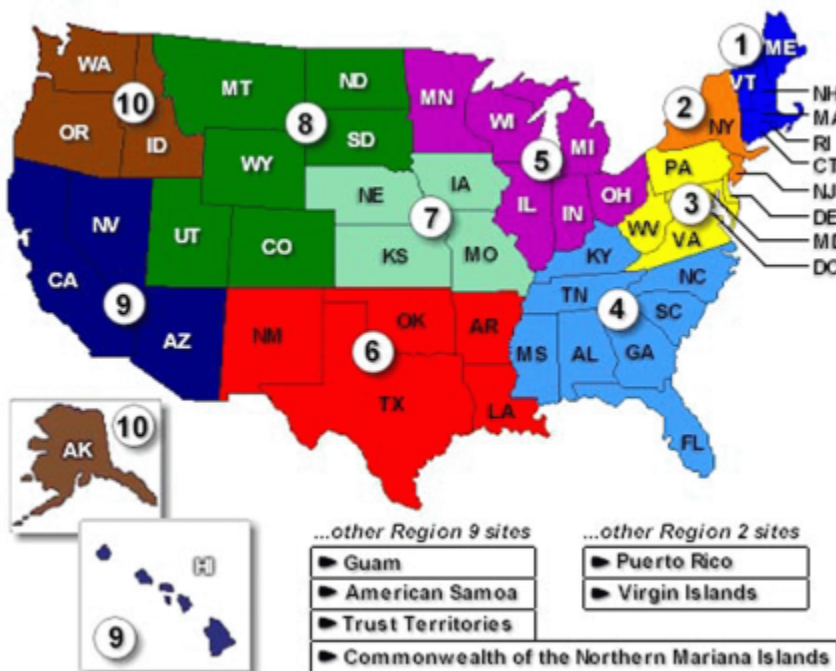 1
ME
WA
VT
MT
ND
NH
10
MN
2
MA
OR
ID
8
WI
NY
RI
SD
MI
CT
WY
5
PA
NJ
IA
NE
OH
3
DE
NV
7
IL
IN
WV
MD
UT
CO
VA
DC
CA
KS
MO
KY
NC
9
TN
4
SC
AZ
NM
OK
AR
6
MS
AL
GA
TX
LA
FL
10
AK
HI
9
...other Region 9 sites
Guam
American Samoa
Trust Territories
Commonwealth of the Northern Mariana Islands
...other Region 2 sites
Puerto Rico
Virgin Islands